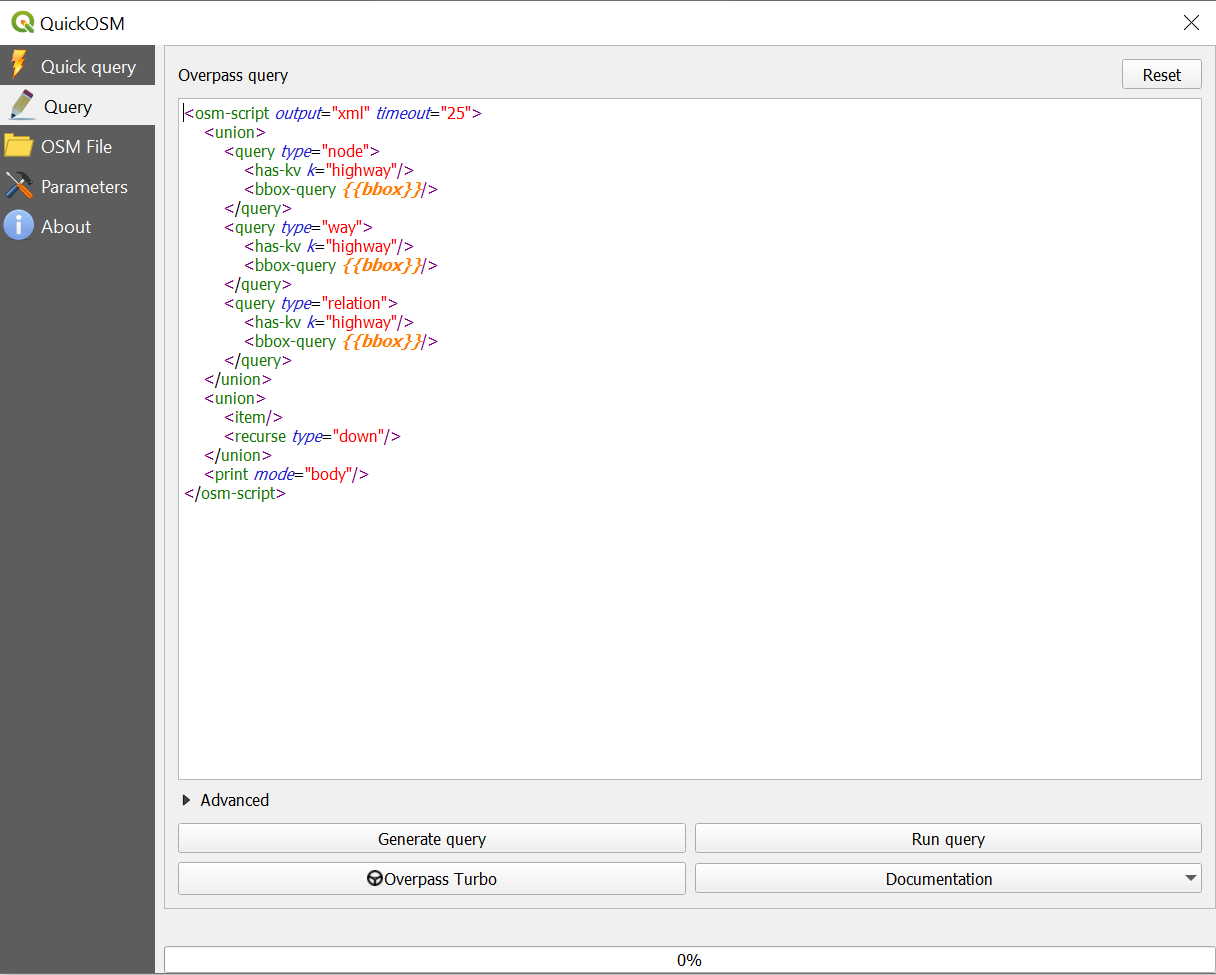 QuickOSM
Quick query
Query
OSM File
Parameters
About
Overpass query
Reset
<osm-script output="xml" timeout="25">
<union>
<query type="node">
<has-kv k="highway"/>
<bbox-query {{bbox}}/>
</query>
<query type="way">
<has-kv k="highway"/>
<bbox-query {{bbox}}/>
</query>
<query type="relation">
<has-kv k="highway"/>
<bbox-query {{bbox}}/>
</query>
</union>
<union>
<item/>
<recurse type="down"/>
</union>
<print mode="body"/>
</osm-script>
Advanced
Generate query
Run query
Overpass Turbo
Documentation
0%